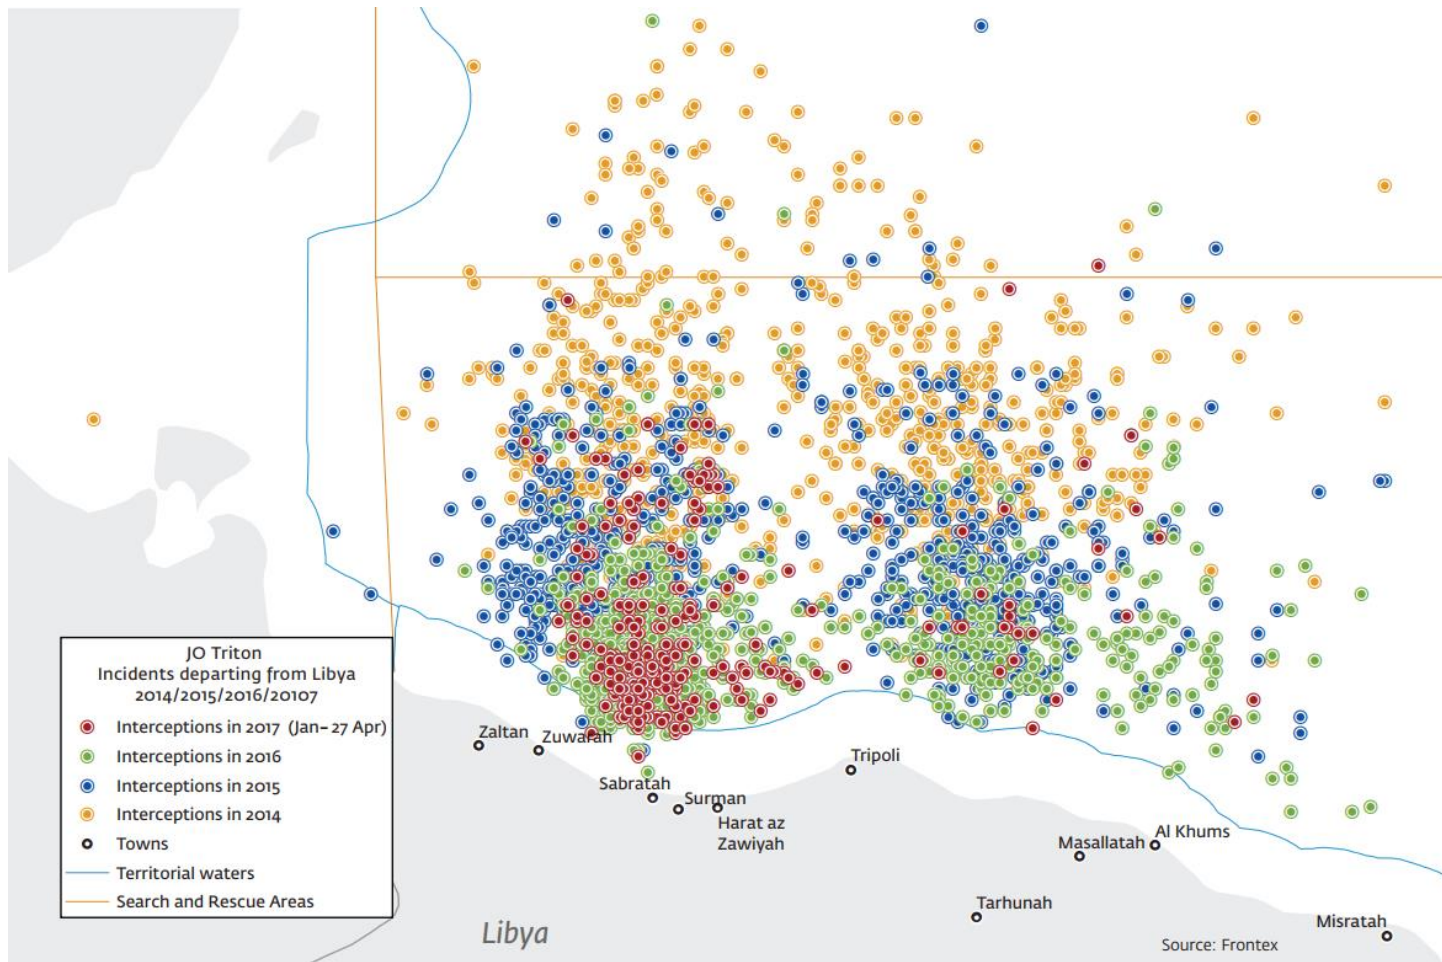 JO Triton
Incidents departing from Libya
2014/2015/2016/20107
Interceptions in 2017 (Jan– 27 Apr)
Interceptions in 2016
Interceptions in 2015
Interceptions in 2014
Towns
Territorial waters
Search and Rescue Areas
Zaltan
Zuwarah
Sabratah
Surman
Harat az
Zawiyah
Tripoli
Masallatah
Al Khums
Tarhunah
Misratah
Libya
Source: Frontex